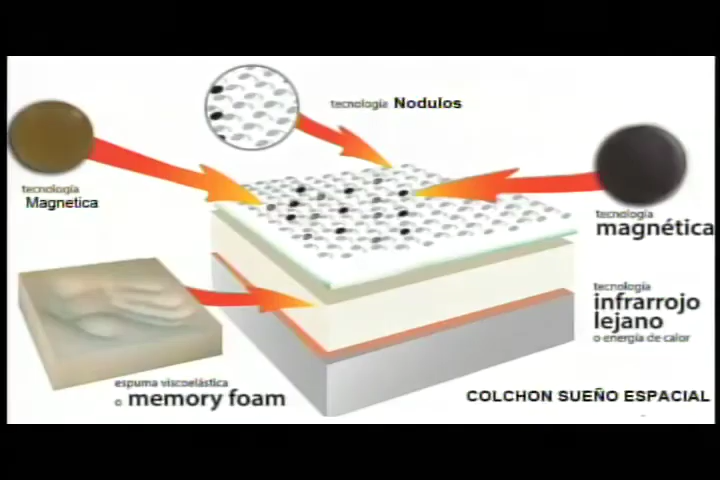 tecnología Nodulos
tecnología
Magnetica
tecnología
magnética
tecnología
infrarrojo
lejano
o energía de calor
espuma viscoelástica
o memory foam
COLCHON SUEÑO ESPACIAL